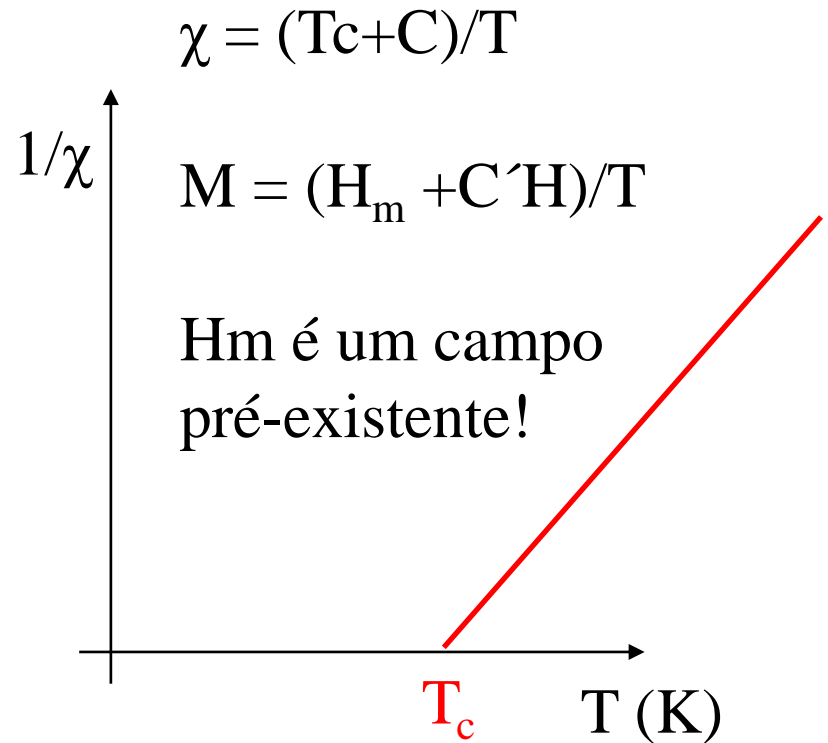 χ = (Tc+C)/T
1/χ
M = (Hm +C´H)/T
Hm é um campo
pré-existente!
Tc
T (K)